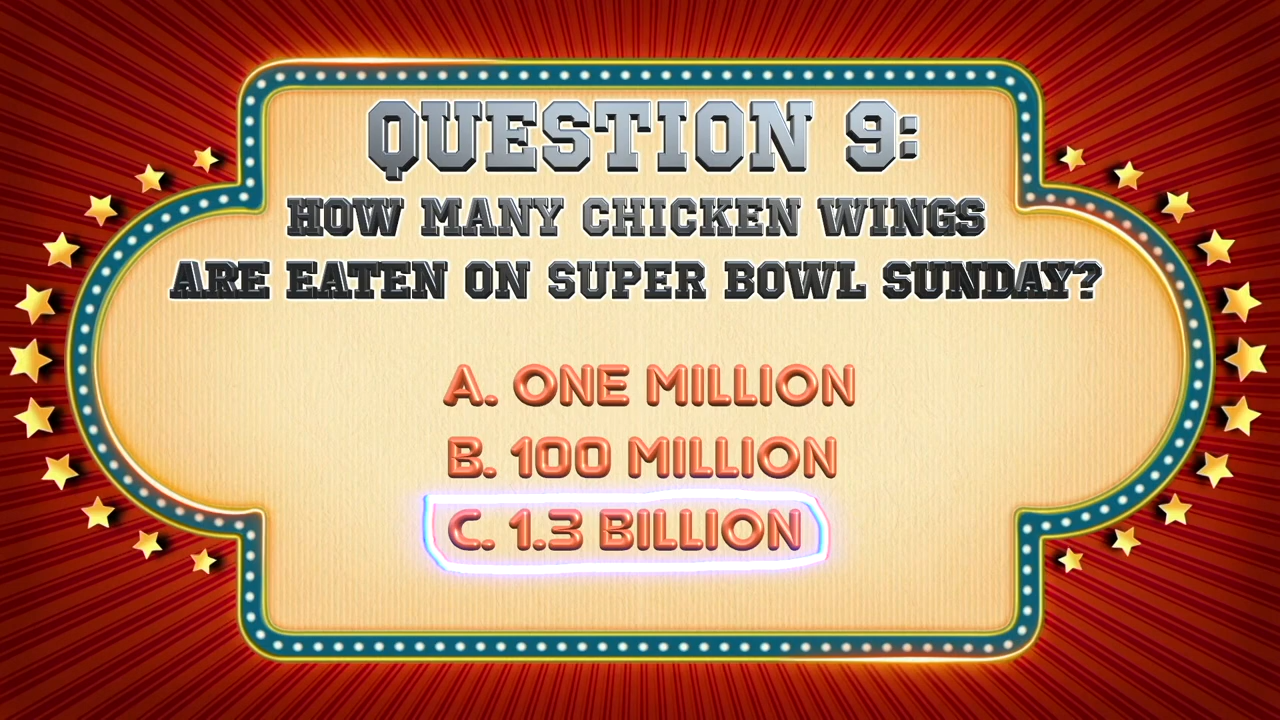 QUESTION 9:
HOW MANY CHICKEN WINGS
ARE EATEN ON SUPER BOWL SUNDAY?
A. ONE MILLION
B. 100 MILLION
C. 1.3 BILLION